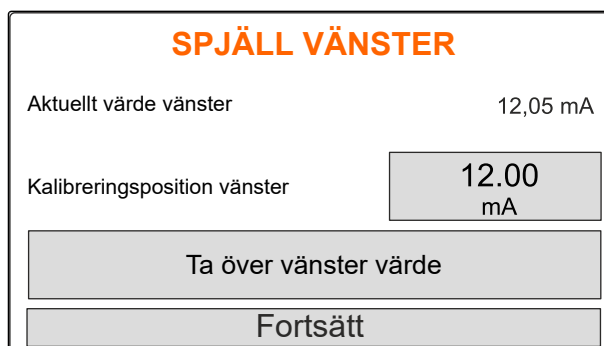 SPJÄLL VÄNSTER
Aktuellt värde vänster 12,05 mA
Kalibreringsposition vänster 12.00
mA
Ta över vänster värde
Fortsätt